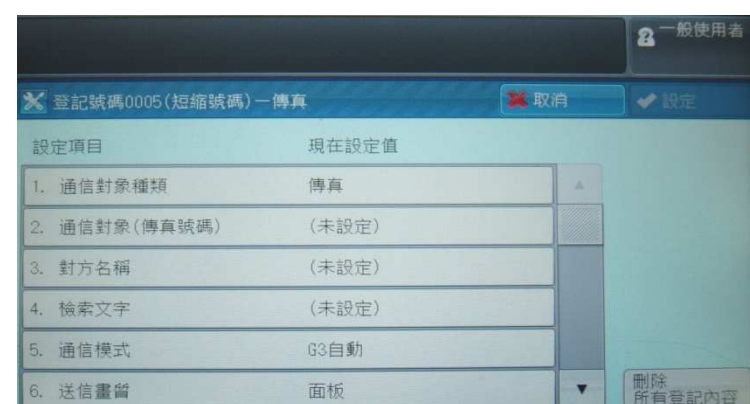 一般使用者
登記號碼0005(短縮號碼)－傳真
取消
設定
設定項目 現在設定值
1. 通信對象種類 傳真
2. 通信對象(傳真號碼) (未設定)
3. 對方名稱 (未設定)
4. 檢索文字 (未設定)
5. 通信模式 G3自動
6. 送信畫質 面板
刪除
所有登記內容